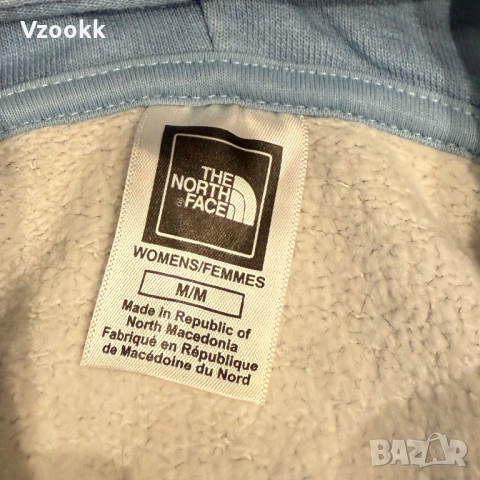 Vzookk
THE
NORTH
FACE
WOMENS/FEMMES
M/M
Made in Republic of
North Macedonia
Fabriqué en République
de Macédoine du Nord
BAZAR